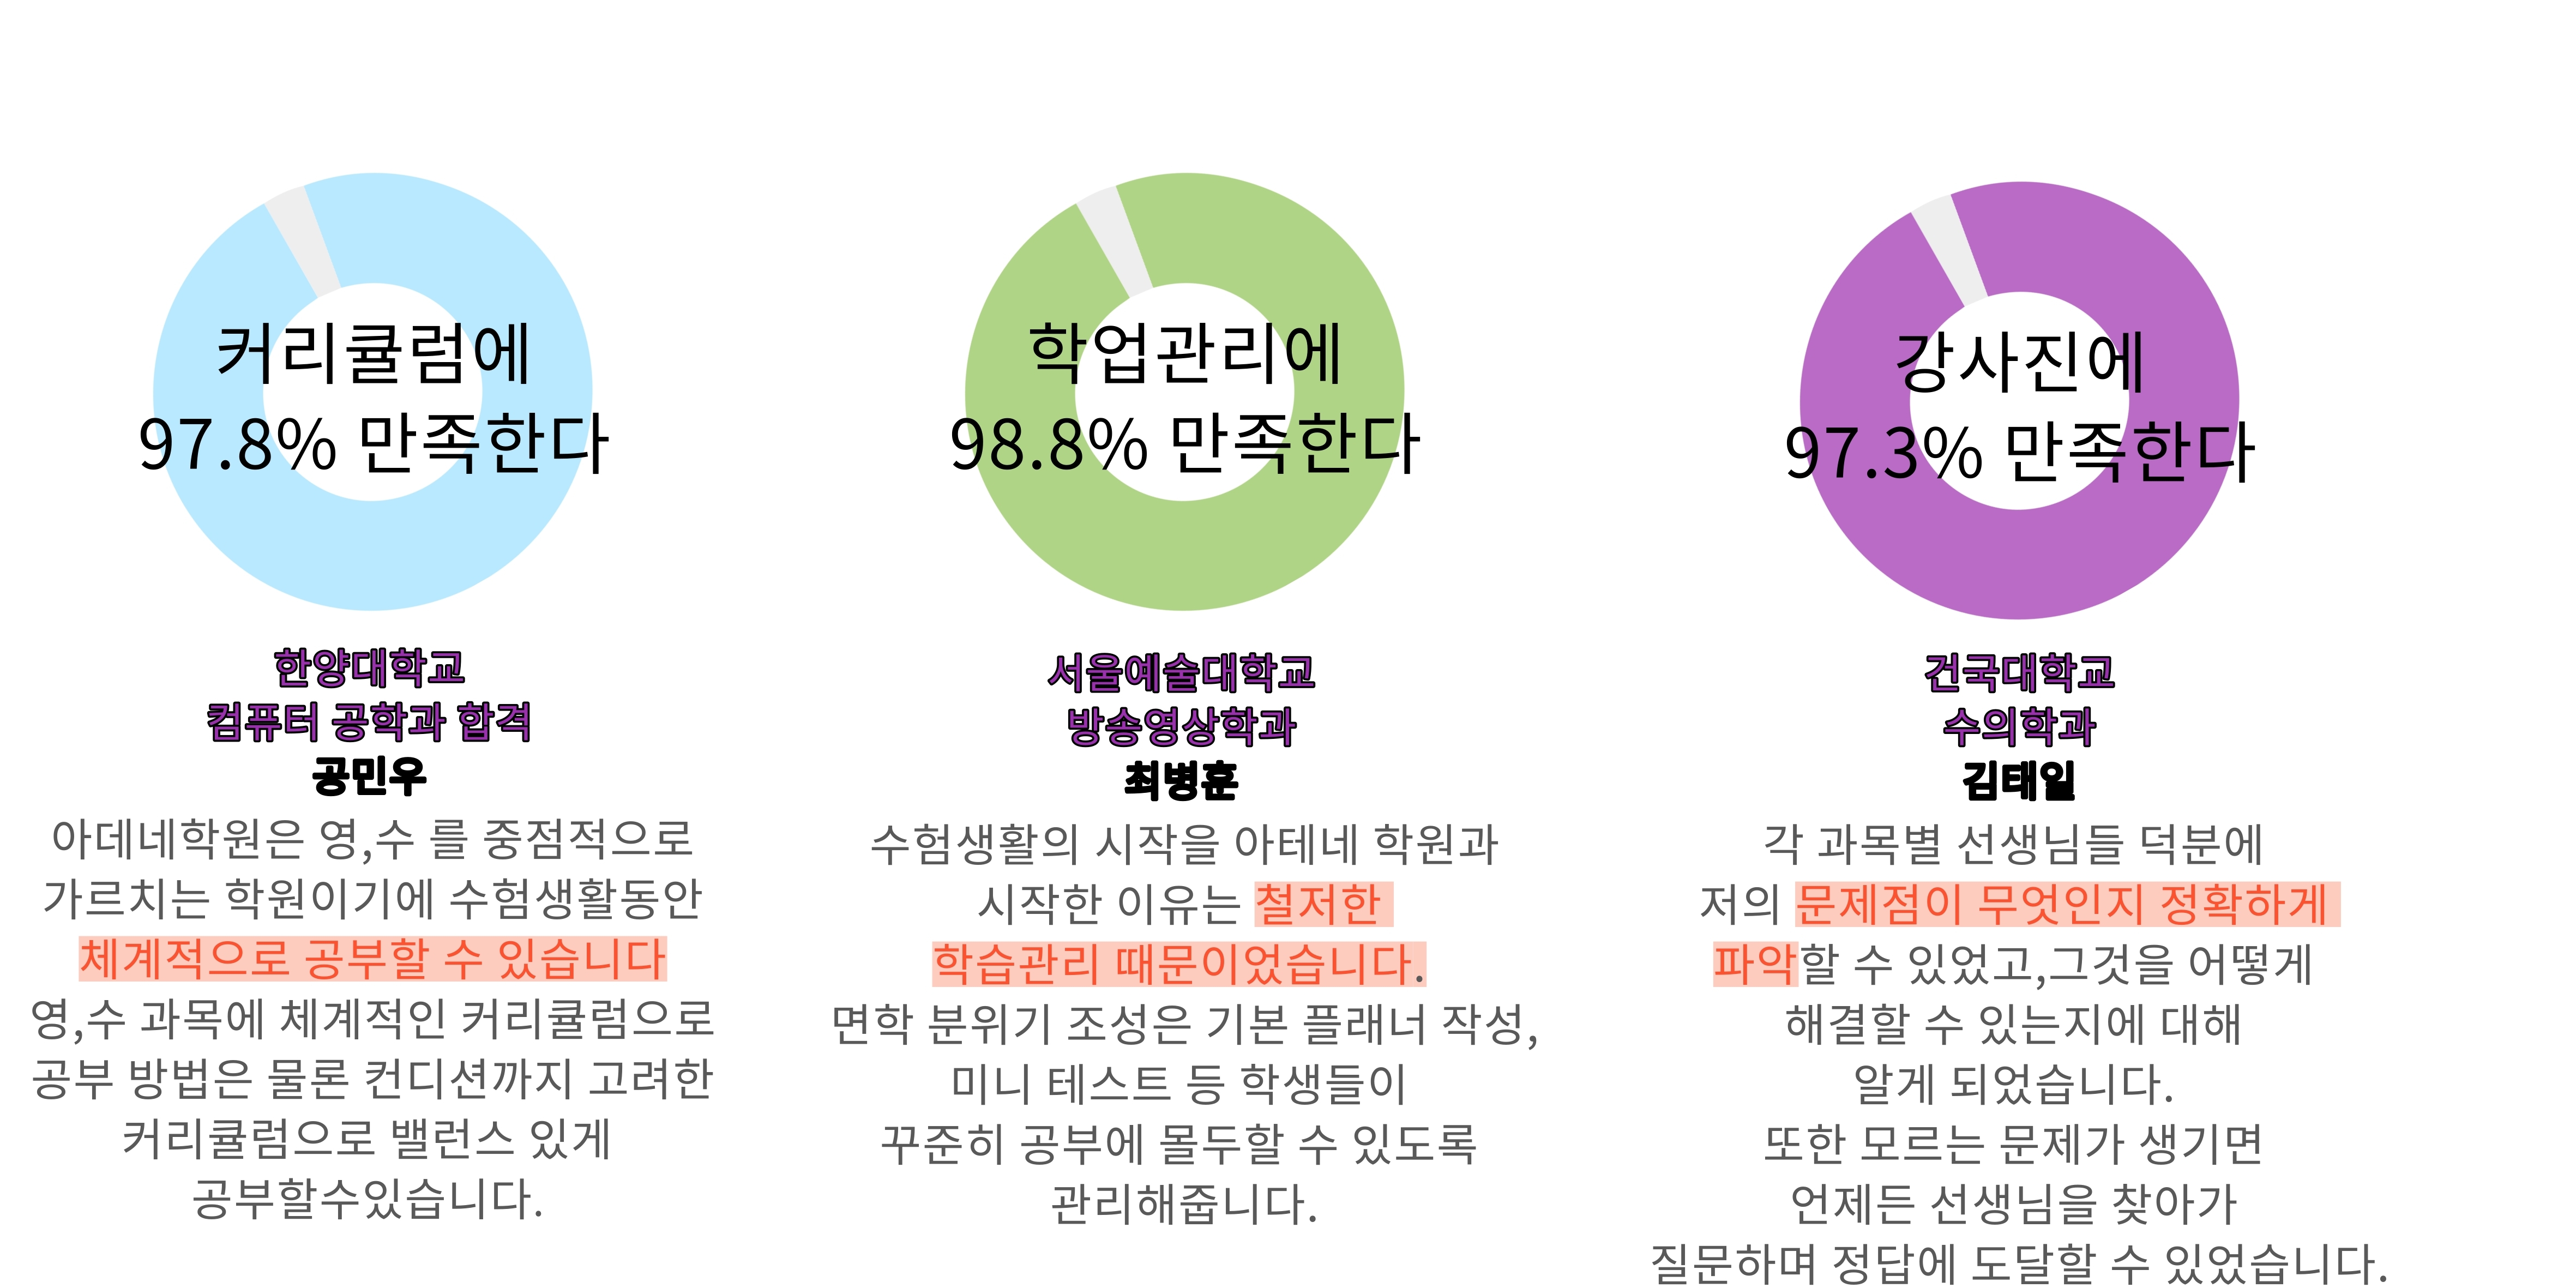 커리큘럼에
97.8% 만족한다
한양대학교
컴퓨터 공학과 합격
공민우
아데네학원은 영,수 를 중점적으로
가르치는 학원이기에 수험생활동안
체계적으로 공부할 수 있습니다
영,수 과목에 체계적인 커리큘럼으로
공부 방법은 물론 컨디션까지 고려한
커리큘럼으로 밸런스 있게
공부할수있습니다.
학업관리에
98.8% 만족한다
서울예술대학교
방송영상학과
최병훈
수험생활의 시작을 아테네 학원과
시작한 이유는 철저한
학습관리 때문이었습니다.
면학 분위기 조성은 기본 플래너 작성,
미니 테스트 등 학생들이
꾸준히 공부에 몰두할 수 있도록
관리해줍니다.
강사진에
97.3% 만족한다
건국대학교
수의학과
김태일
각 과목별 선생님들 덕분에
저의 문제점이 무엇인지 정확하게
파악할 수 있었고,그것을 어떻게
해결할 수 있는지에 대해
알게 되었습니다.
또한 모르는 문제가 생기면
언제든 선생님을 찾아가
질문하며 정답에 도달할 수 있었습니다.